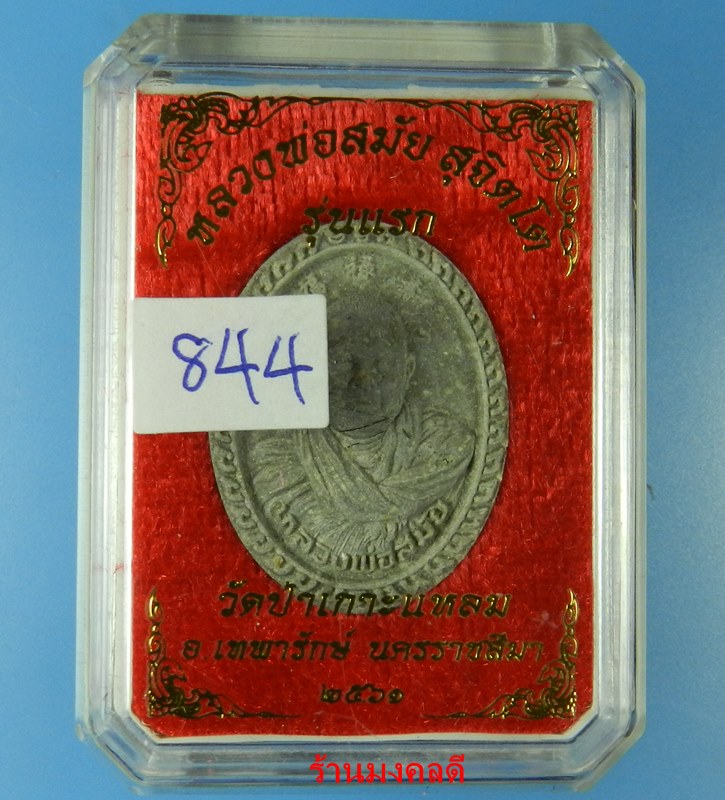 หลวงพ่อสมัย สุจิตโต
รุ่นแรก
844
หลวงพ่อสมัย
วัดป่าเกาะแหลม
อ.เทพารักษ์ นครราชสีมา
๒๕๖๑
ร้านมงคลดี